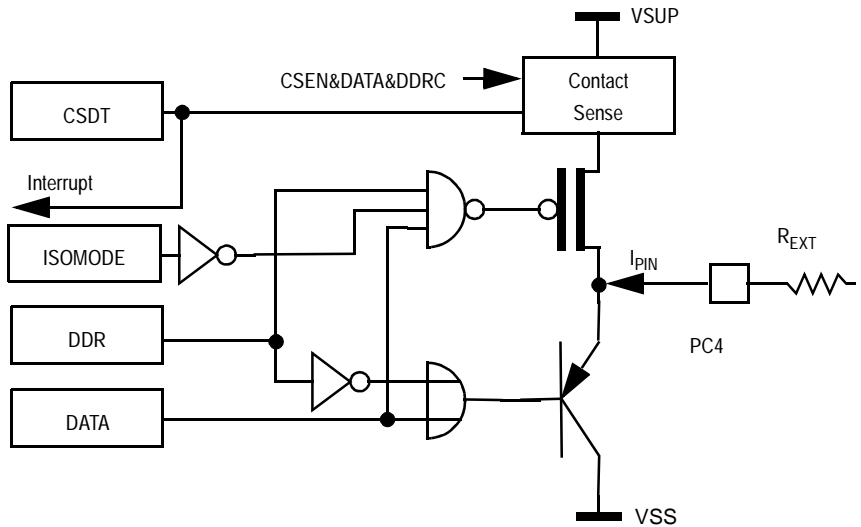 VSUP
CSEN&DATA&DDRC
Contact
Sense
CSDT
Interrupt
ISOMODE
I_PIN
R_EXT
DDR
PC4
DATA
VSS